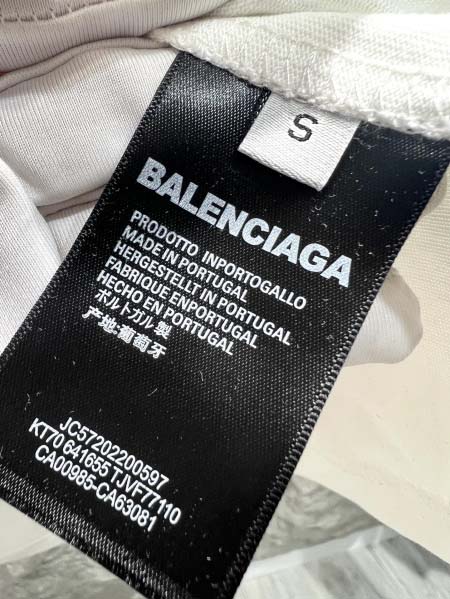 S
BALENCIAGA
PRODOTTO INPORTOGALLO
MADE IN PORTUGAL
HERGESTELLT IN PORTUGAL
FABRIQUE ENPORTUGAL
HECHO EN PORTUGAL
ポルトガル製
产地:葡萄牙
JC57202200597
KT70 641655 TJVF77110
CA00985-CA63081